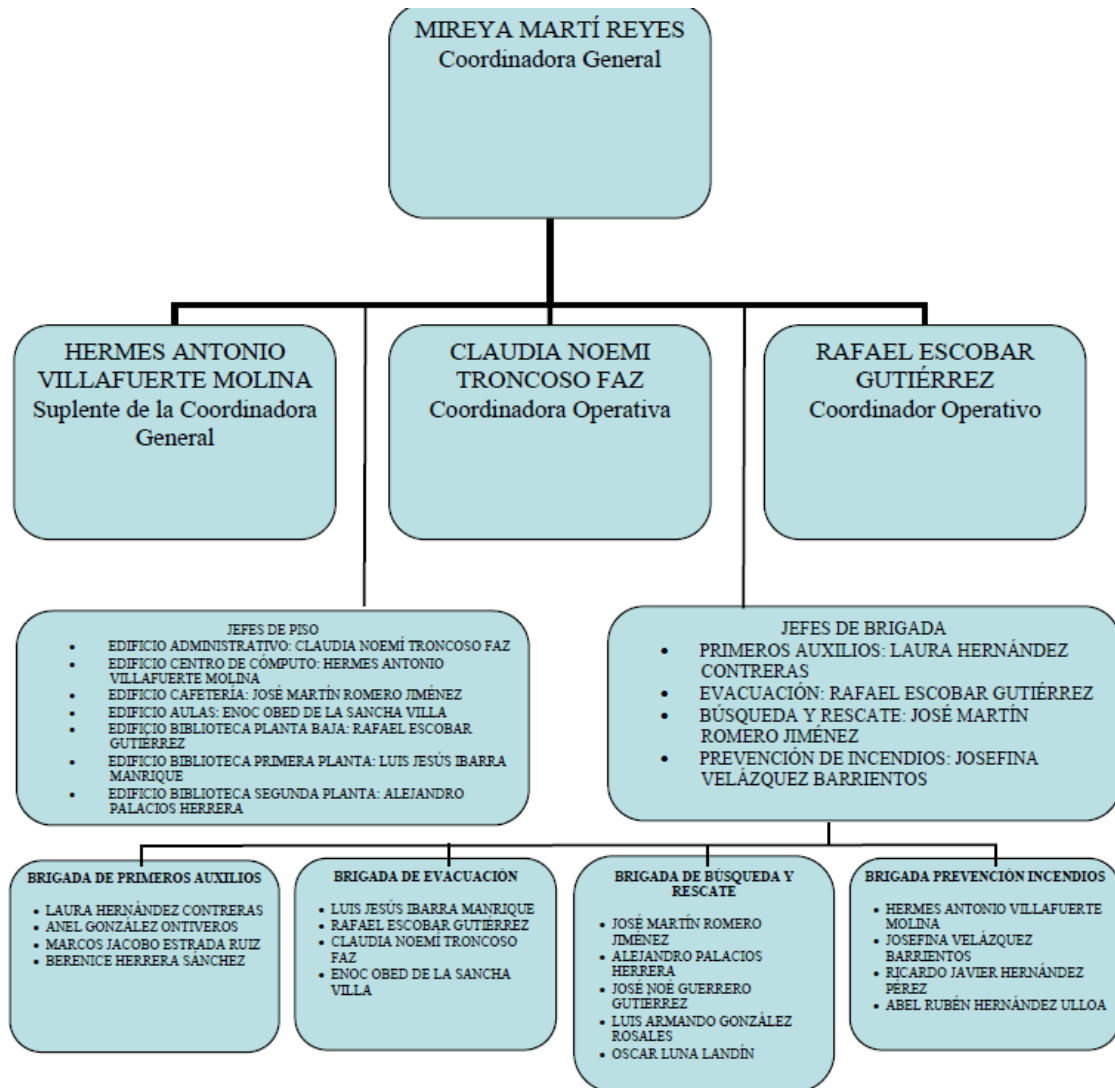 MIREYA MARTÍ REYES
Coordinadora General
HERMES ANTONIO
VILLAFUERTE MOLINA
Suplente de la Coordinadora
General
CLAUDIA NOEMI
TRONCOSO FAZ
Coordinadora Operativa
RAFAEL ESCOBAR
GUTIÉRREZ
Coordinador Operativo
JEFES DE PISO
• EDIFICIO ADMINISTRATIVO: CLAUDIA NOEMÍ TRONCOSO FAZ
• EDIFICIO CENTRO DE CÓMPUTO: HERMES ANTONIO
VILLAFUERTE MOLINA
• EDIFICIO CAFETERÍA: JOSÉ MARTÍN ROMERO JIMÉNEZ
• EDIFICIO AULAS: ENOC OBED DE LA SANCHA VILLA
• EDIFICIO BIBLIOTECA PLANTA BAJA: RAFAEL ESCOBAR
GUTIÉRREZ
• EDIFICIO BIBLIOTECA PRIMERA PLANTA: LUIS JESÚS IBARRA
MANRIQUE
• EDIFICIO BIBLIOTECA SEGUNDA PLANTA: ALEJANDRO
PALACIOS HERRERA
JEFES DE BRIGADA
• PRIMEROS AUXILIOS: LAURA HERNÁNDEZ
CONTRERAS
• EVACUACIÓN: RAFAEL ESCOBAR GUTIÉRREZ
• BÚSQUEDA Y RESCATE: JOSÉ MARTÍN
ROMERO JIMÉNEZ
• PREVENCIÓN DE INCENDIOS: JOSEFINA
VELÁZQUEZ BARRIENTOS
BRIGADA DE PRIMEROS AUXILIOS
• LAURA HERNÁNDEZ CONTRERAS
• ANEL GONZÁLEZ ONTIVEROS
• MARCOS JACOBO ESTRADA RUIZ
• BERENICE HERRERA SÁNCHEZ
BRIGADA DE EVACUACIÓN
• LUIS JESÚS IBARRA MANRIQUE
• RAFAEL ESCOBAR GUTIÉRREZ
• CLAUDIA NOEMÍ TRONCOSO
FAZ
• ENOC OBED DE LA SANCHA
VILLA
BRIGADA DE BÚSQUEDA Y
RESCATE
• JOSÉ MARTÍN ROMERO
JIMÉNEZ
• ALEJANDRO PALACIOS
HERRERA
• JOSÉ NOÉ GUERRERO
GUTIÉRREZ
• LUIS ARMANDO GONZÁLEZ
ROSALES
• OSCAR LUNA LANDÍN
BRIGADA PREVENCIÓN INCENDIOS
• HERMES ANTONIO VILLAFUERTE
MOLINA
• JOSEFINA VELÁZQUEZ
BARRIENTOS
• RICARDO JAVIER HERNÁNDEZ
PÉREZ
• ABEL RUBÉN HERNÁNDEZ ULLOA